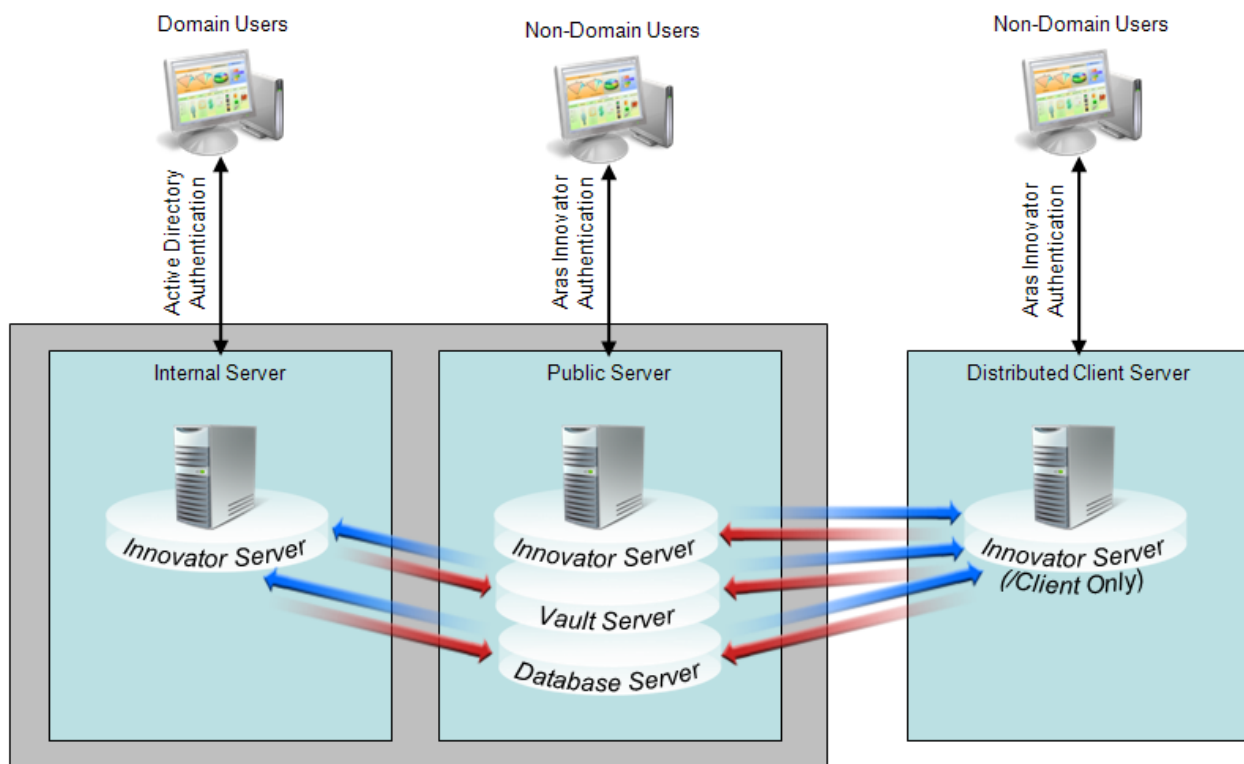 Domain Users
Non-Domain Users
Non-Domain Users
Active Directory
Authentication
Aras Innovator
Authentication
Aras Innovator
Authentication
Internal Server
Public Server
Distributed Client Server
Innovator Server
Innovator Server
Vault Server
Database Server
Innovator Server
(/Client Only)